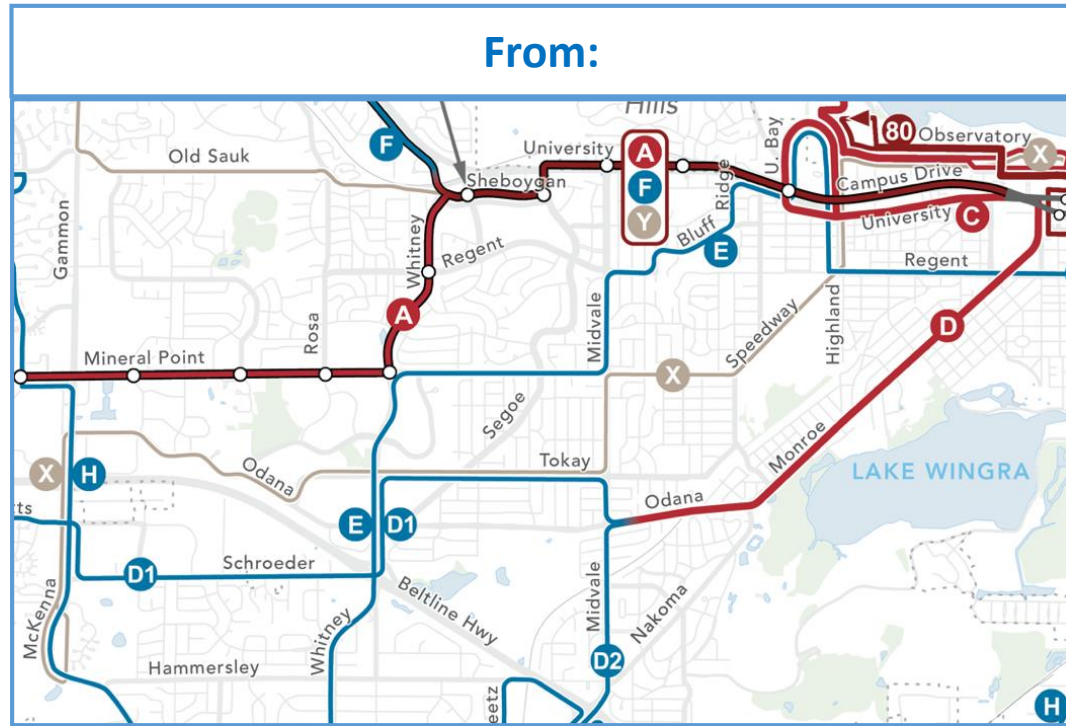 From:
Hills
F
Old Sauk
University
A
F
Y
U. Bay
80
Observatory
X
Sheboygan
Ridge
Campus Drive
University
C
Gammon
Whitney
Regent
Bluff
E
Regent
A
Rosa
Midvale
Speedway
Highland
D
Mineral Point
X
Segoe
Monroe
LAKE WINGRA
X
H
Odana
Tokay
Odana
tts
E
D1
D1
Schroeder
Beltline Hwy
Midvale
Nakoma
McKenna
Hammersley
Whitney
D2
eetz
H